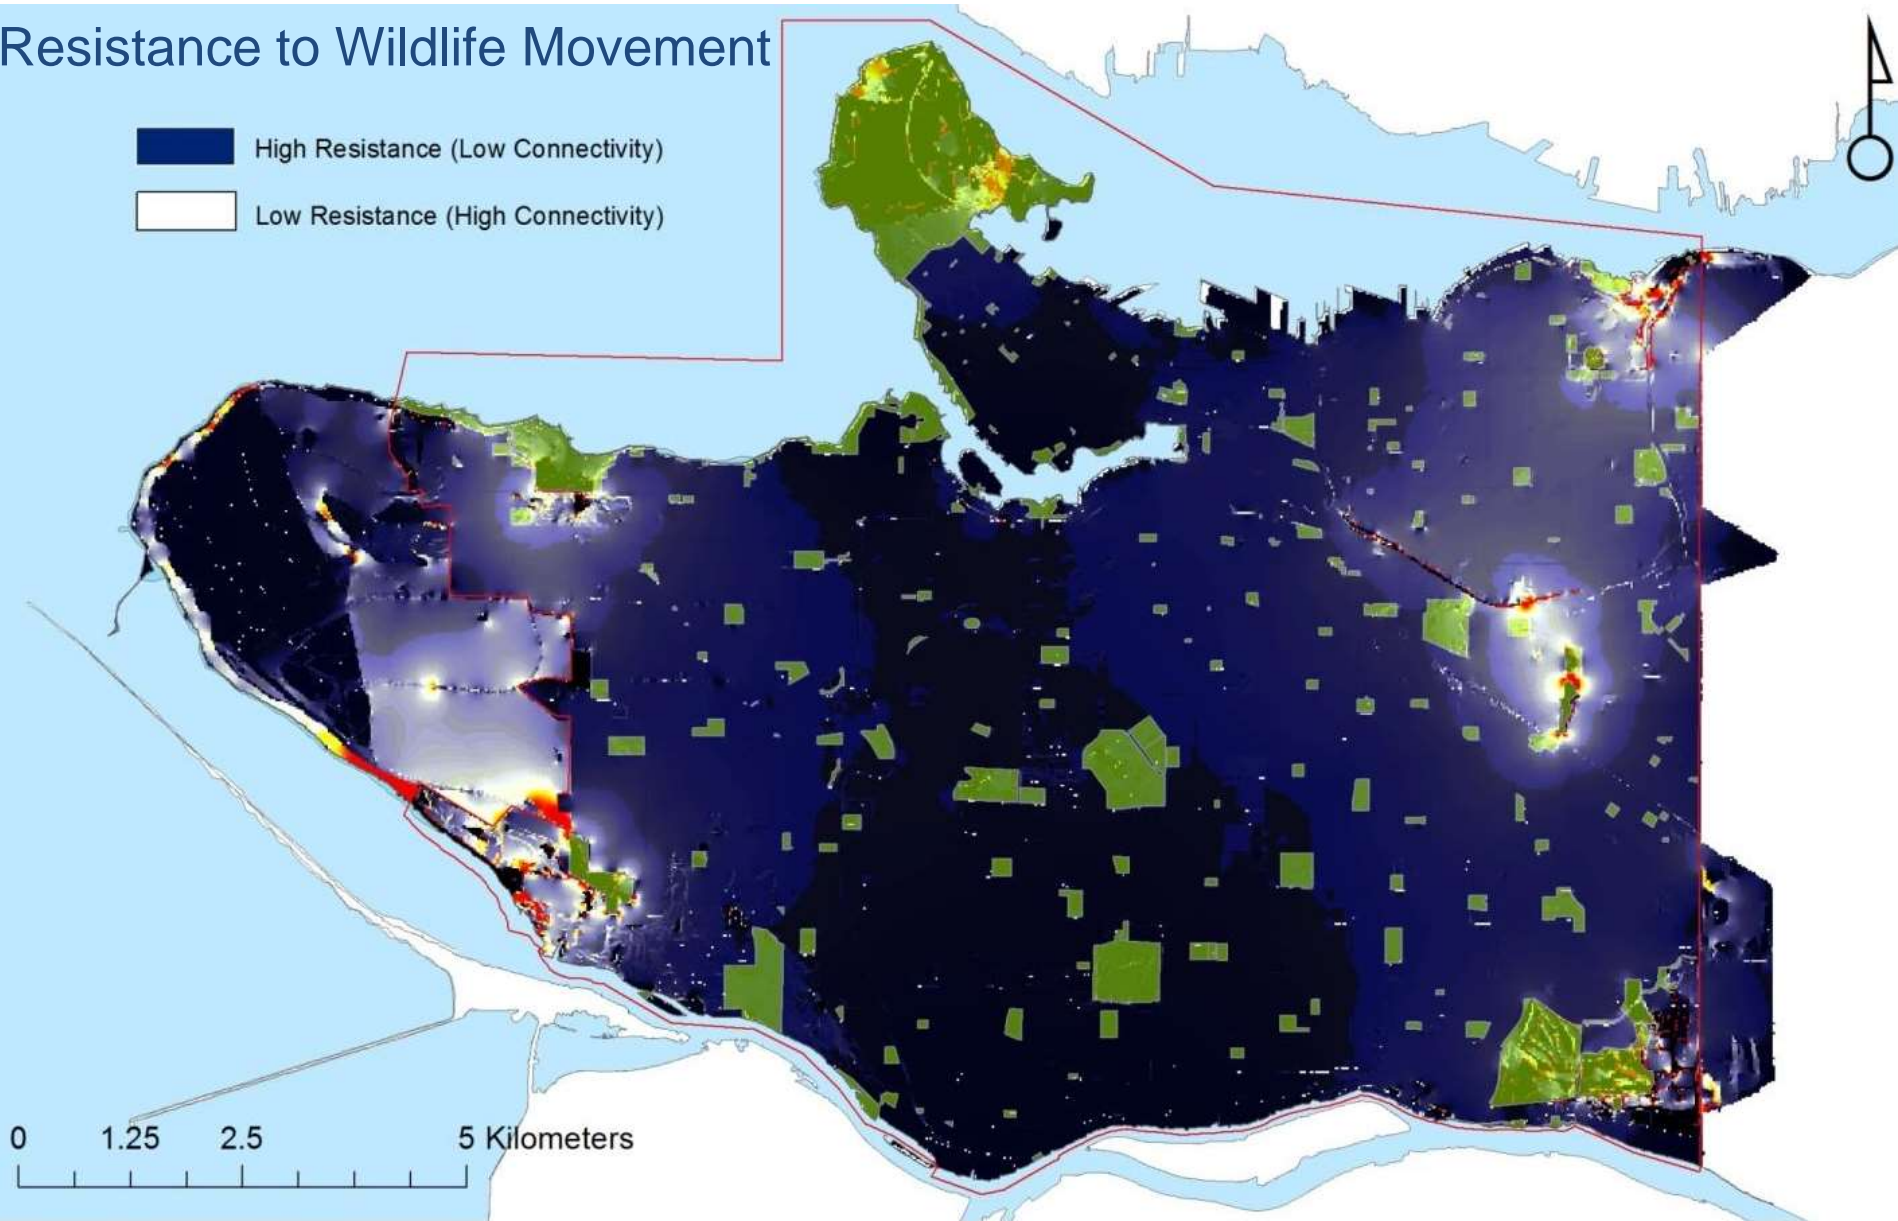 Resistance to Wildlife Movement
High Resistance (Low Connectivity)
Low Resistance (High Connectivity)
0 1.25 2.5 5 Kilometers